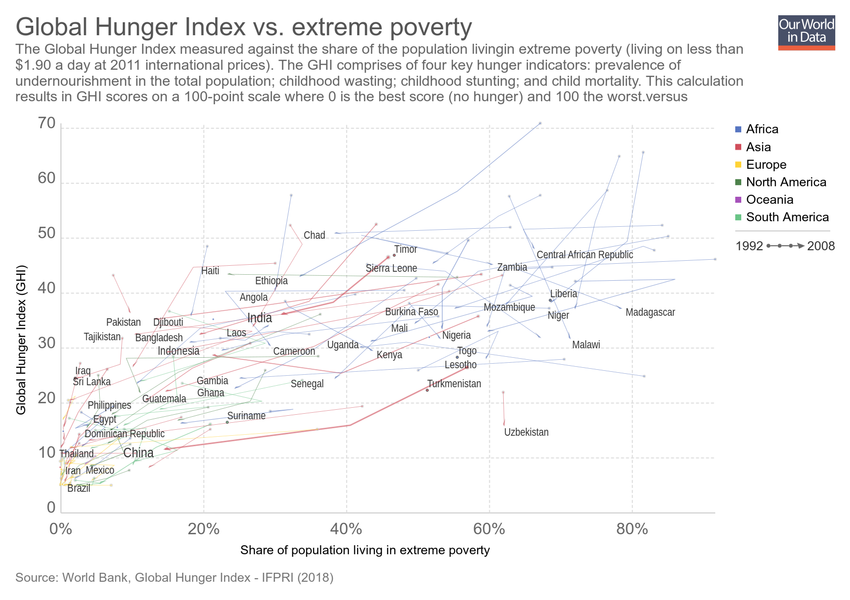 Global Hunger Index vs. extreme poverty
Our World
in Data
The Global Hunger Index measured against the share of the population livingin extreme poverty (living on less than
$1.90 a day at 2011 international prices). The GHI comprises of four key hunger indicators: prevalence of
undernourishment in the total population; childhood wasting; childhood stunting; and child mortality. This calculation
results in GHI scores on a 100-point scale where 0 is the best score (no hunger) and 100 the worst.versus
70
60
50
40
30
20
10
0
Global Hunger Index (GHI)
Africa
Asia
Europe
North America
Oceania
South America
1992
2008
Chad
Timor
Central African Republic
Haiti
Sierra Leone
Zambia
Ethiopia
Angola
Liberia
Mozambique
Burkina Faso
Niger
Madagascar
India
Pakistan
Djibouti
Mali
Tajikistan
Bangladesh
Laos
Nigeria
Indonesia
Cameroon
Uganda
Malawi
Kenya
Togo
Lesotho
Iraq
Sri Lanka
Gambia
Senegal
Turkmenistan
Ghana
Guatemala
Philippines
Suriname
Egypt
Dominican Republic
Uzbekistan
Thailand
China
Iran
Mexico
Brazil
0%
20%
40%
60%
80%
Share of population living in extreme poverty
Source: World Bank, Global Hunger Index - IFPRI (2018)